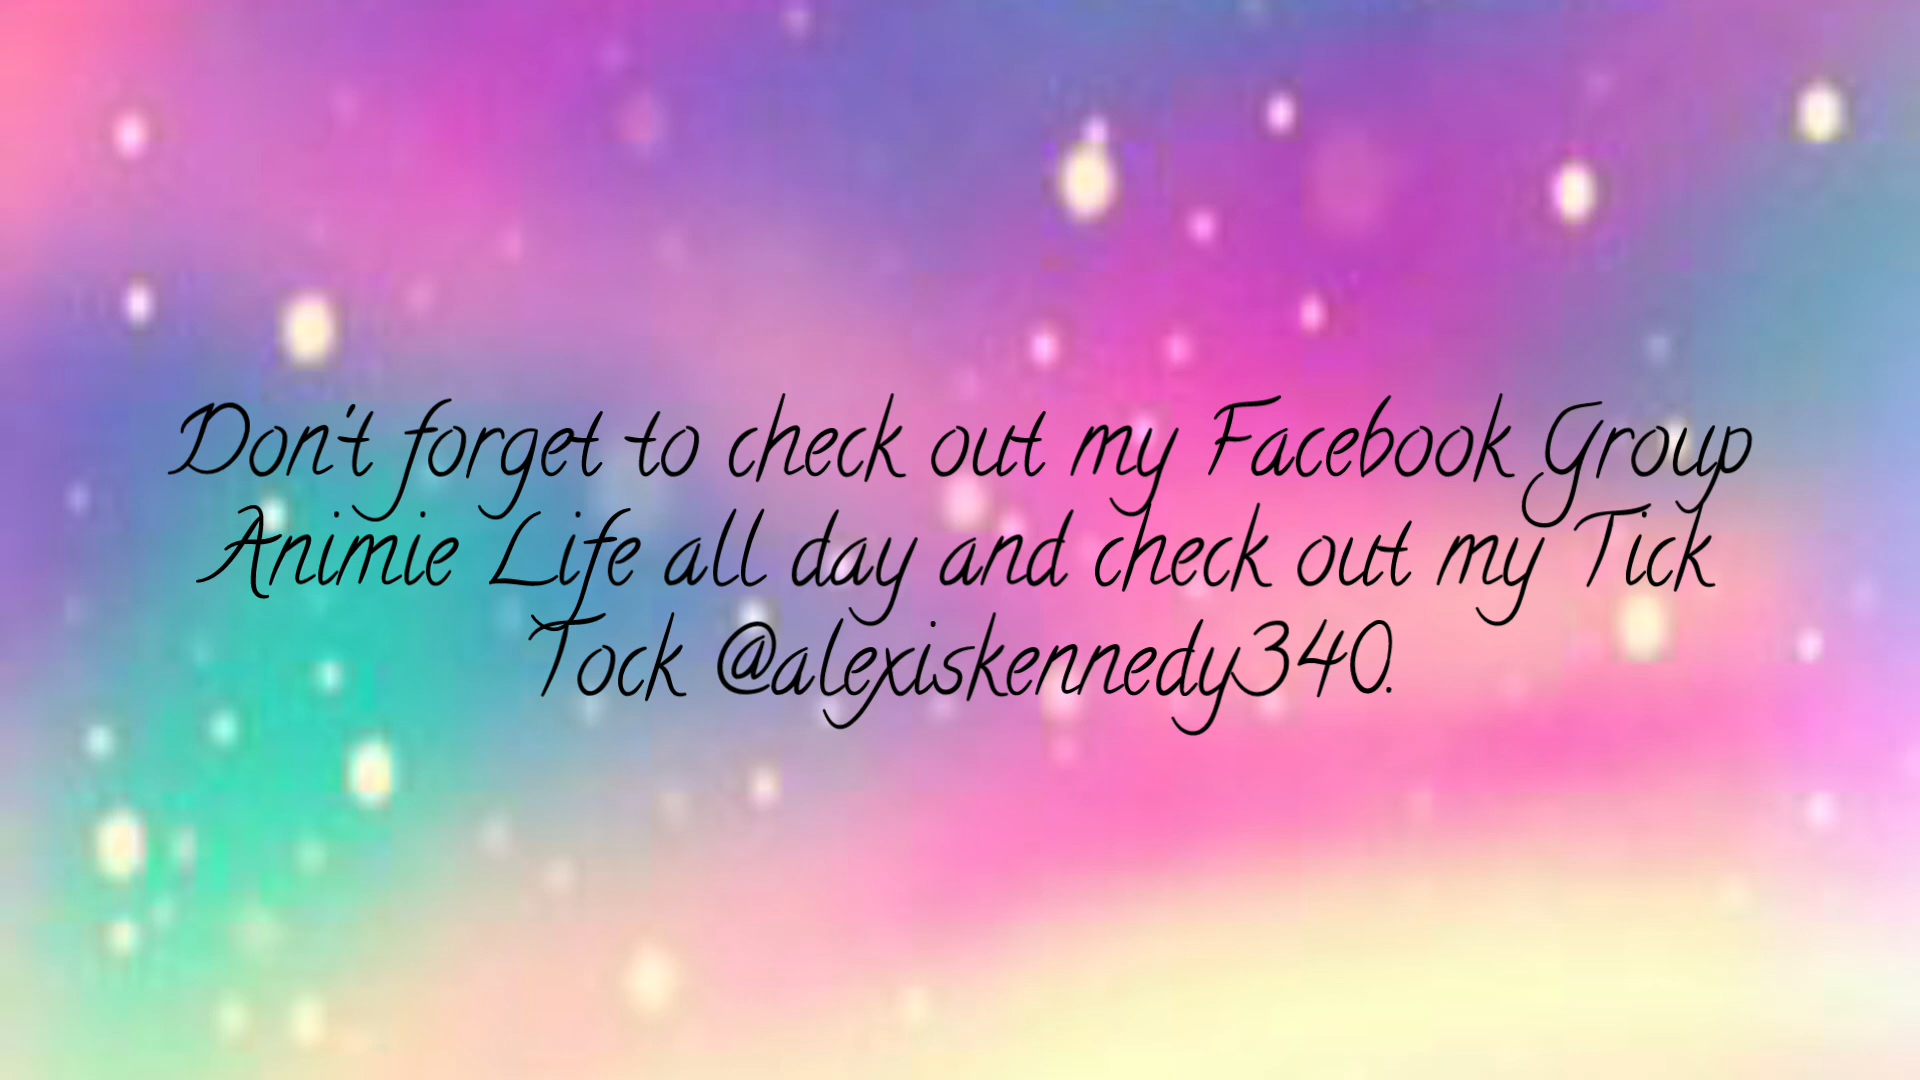 Don't forget to check out my Facebook Group
Animie Life all day and check out my Tick
Tock @alexiskennedy340.